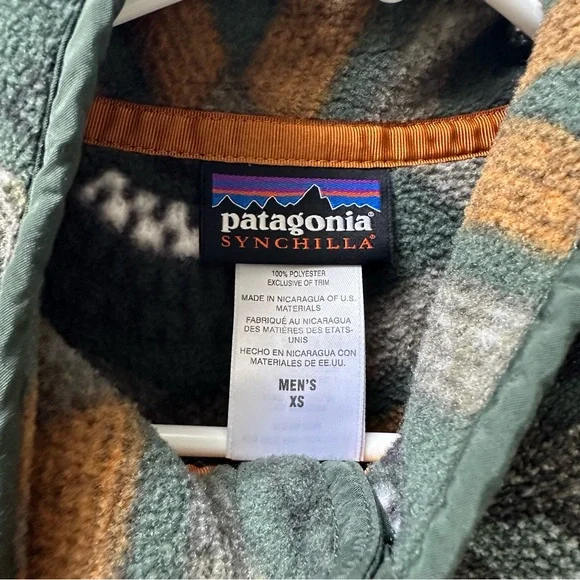 patagonia®
SYNCHILLA®
100% POLYESTER
EXCLUSIVE OF TRIM
MADE IN NICARAGUA OF U.S.
MATERIALS
FABRIQUÉ AU NICARAGUA
DES MATIÈRES DES ETATS-
UNIS
HECHO EN NICARAGUA CON
MATERIALES DE EE.UU.
MEN'S
XS